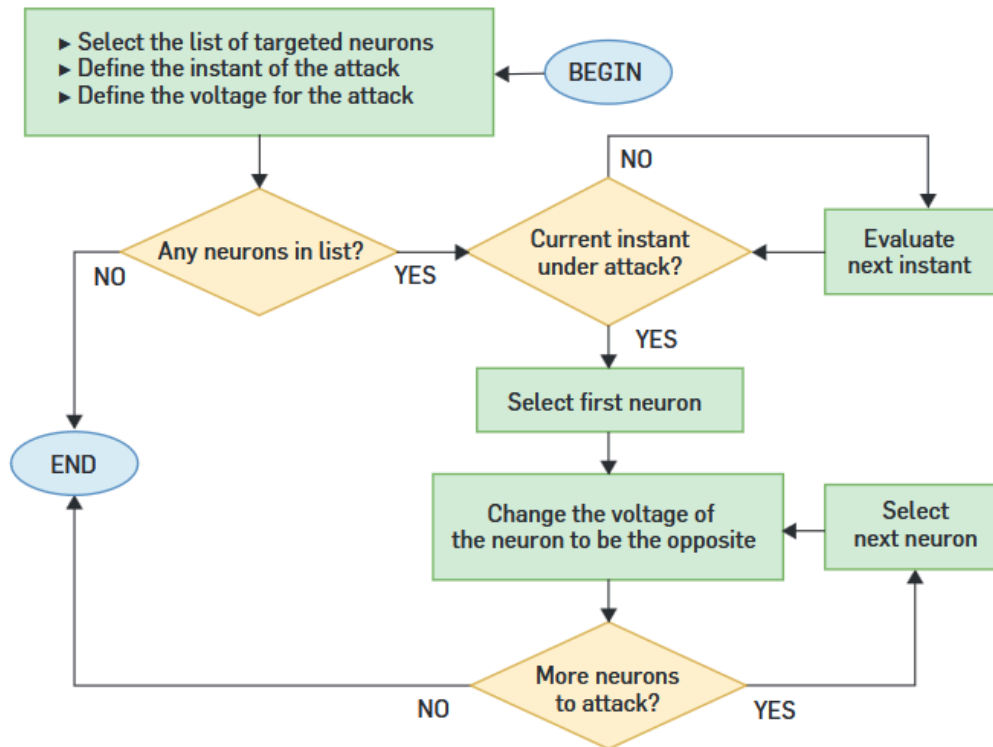 ▸ Select the list of targeted neurons
▸ Define the instant of the attack
▸ Define the voltage for the attack
BEGIN
NO
Any neurons in list?
Current instant
under attack?
Evaluate
next instant
NO
YES
YES
Select first neuron
END
Change the voltage of
the neuron to be the opposite
Select
next neuron
More neurons
to attack?
NO
YES